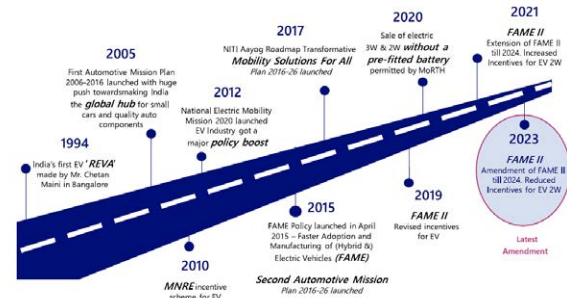 1994
India's first EV 'REVA'
made by Mr. Chetan
Maini in Bangalore
2005
First Automotive Mission Plan
2006-2016 launched with huge
push towardsmaking India
the global hub for small
cars and quality auto
components
2010
MNRE incentive
scheme for EV
2012
National Electric Mobility
Mission 2020 launched
EV Industry got a
major policy boost
2015
FAME Policy launched in April
2015 – Faster Adoption and
Manufacturing of (Hybrid &)
Electric Vehicles (FAME)
Second Automotive Mission
Plan 2016-26 launched
2017
NITI Aayog Roadmap Transformative
Mobility Solutions For All
Plan 2016-26 launched
2019
FAME II
Revised incentives
for EV
2020
Sale of electric
3W & 2W without a
pre-fitted battery
permitted by MoRTH
2021
FAME II
Extension of FAME II
till 2024. Increased
Incentives for EV 2W
2023
FAME II
Amendment of FAME II
till 2024. Reduced
Incentives for EV 2W
Latest
Amendment